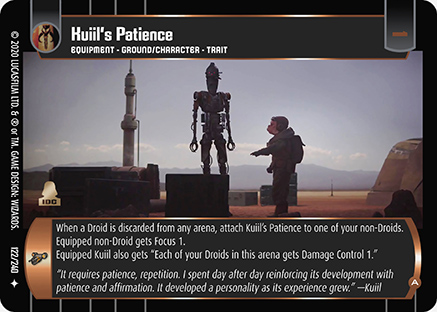 Kuiil's Patience
EQUIPMENT · GROUND/CHARACTER · TRAIT
100
When a Droid is discarded from any arena, attach Kuiil's Patience to one of your non-Droids.
Equipped non-Droid gets Focus 1.
Equipped Kuiil also gets “Each of your Droids in this arena gets Damage Control 1.”
“It requires patience, repetition. I spent day after day reinforcing its development with
patience and affirmation. It developed a personality as its experience grew.” —Kuiil
A
© 2020 LUCASFILM LTD. & ® OR TM. GAME DESIGN: WIZARDS.
122/240